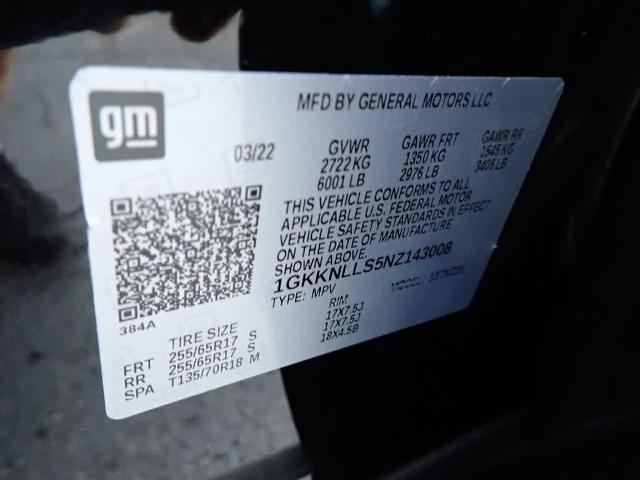 gm
MFD BY GENERAL MOTORS LLC
03/22
GVWR GAWR FRT GAWR RR
2722 KG 1350 KG 1545 KG
6001 LB 2976 LB 3406 LB
THIS VEHICLE CONFORMS TO ALL
APPLICABLE U.S. FEDERAL MOTOR
VEHICLE SAFETY STANDARDS IN EFFECT
ON THE DATE OF MANUFACTURE
SHOWN ABOVE.
1GKKNLLS5NZ143008
TYPE: MPV MODEL:
384A
TIRE SIZE RIM
FRT 255/65R17 S 17X7.5J
RR 255/65R17 S 17X7.5J
SPA T135/70R18 M 18X4.5B